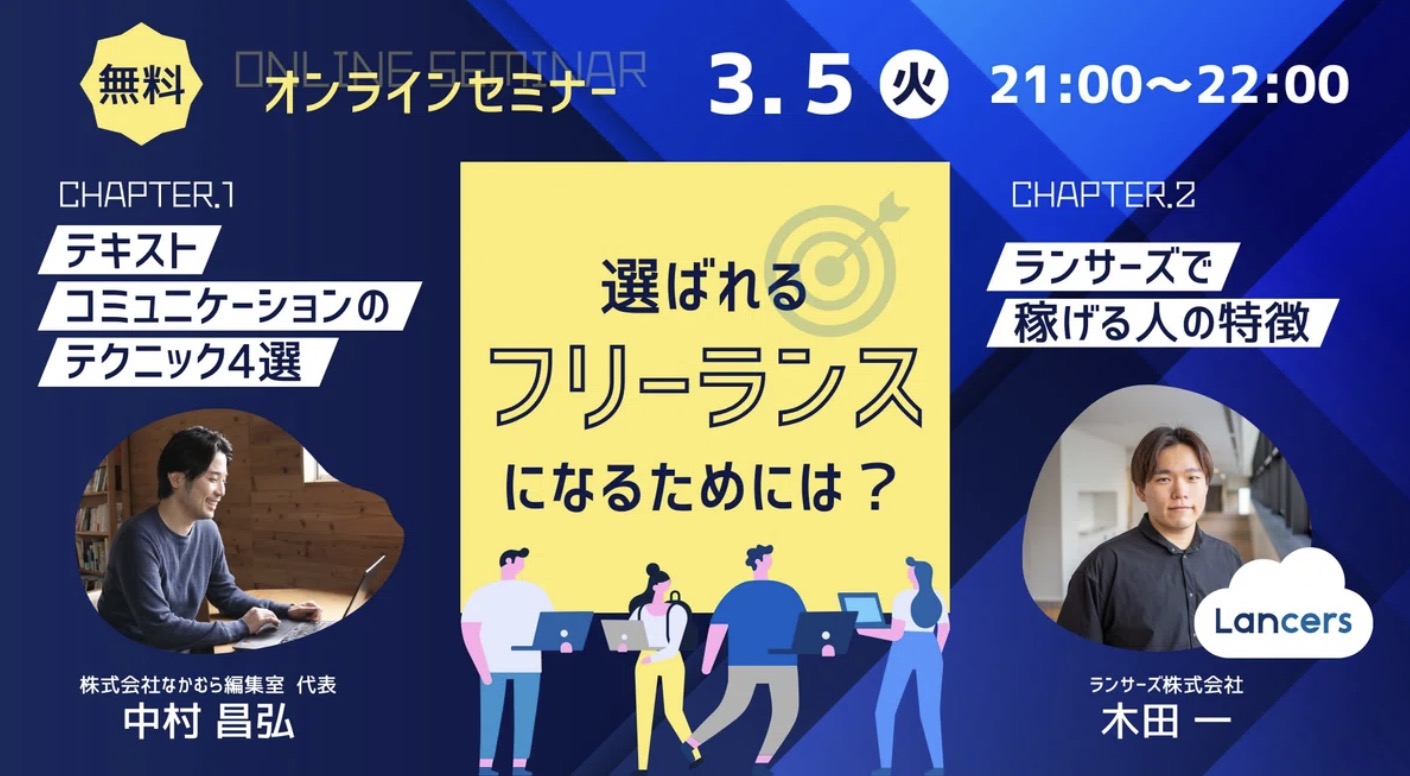 無料
ONLINE SEMINAR
オンラインセミナー
3.5 火 21:00〜22:00
CHAPTER.1
テキスト
コミュニケーションの
テクニック4選
株式会社なかむら編集室 代表
中村 昌弘
選ばれる
フリーランス
になるためには？
CHAPTER.2
ランサーズで
稼げる人の特徴
Lancers
ランサーズ株式会社
木田 一